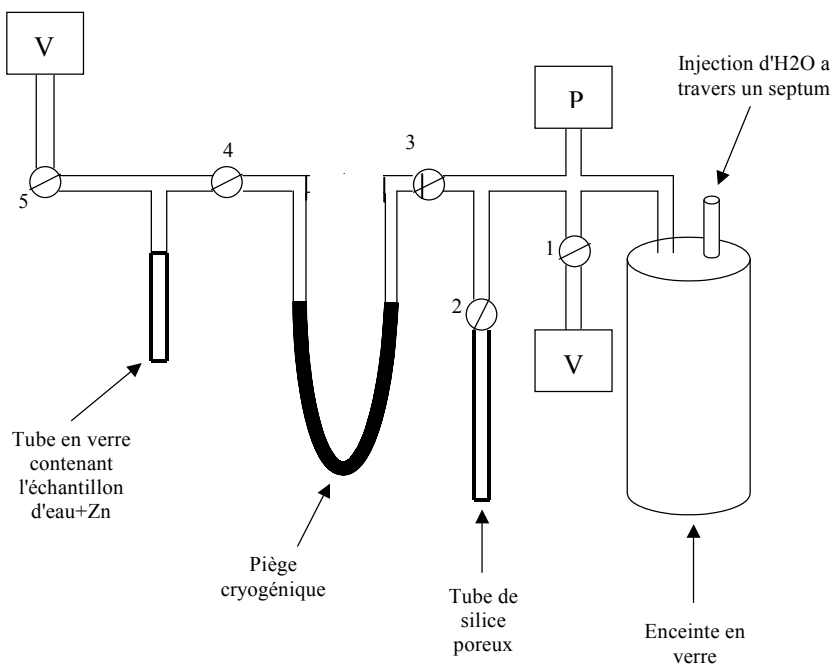 V
Injection d'H2O a
travers un septum
P
3
4
5
1
2
V
Tube en verre
contenant
l'échantillon
d'eau+Zn
Piège
cryogénique
Tube de
silice
poreux
Enceinte en
verre